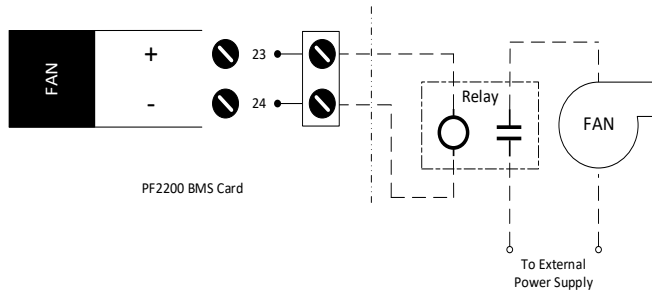 FAN
+
-
23
24
Relay
FAN
PF2200 BMS Card
To External
Power Supply